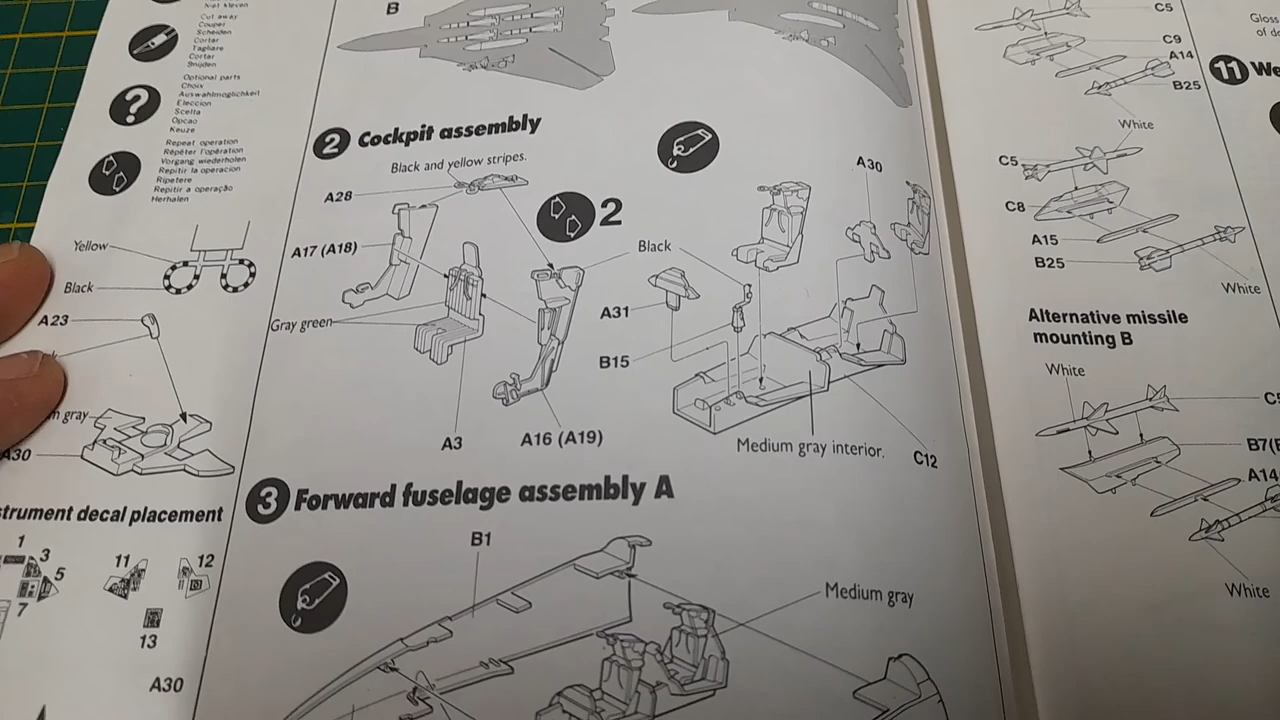 Cut away
Couper
Scheiden
Cortar
Tagliare
Cortar
Snijden
Optional parts
Choix
Auswahlmoglichkeit
Eleccion
Scelta
Opcao
Keuze
Repeat operation
Répéter l'opération
Vorgang wiederholen
Repitir la operacion
Ripetere
Repitir a operação
Herhalen
Yellow
Black
A23
gray
A30
strument decal placement
1
3
5
7
11
12
13
A30
B
2 Cockpit assembly
Black and yellow stripes.
A28
A17 (A18)
2
Gray green
A3
A16 (A19)
Black
A30
A31
B15
Medium gray interior.
C12
3 Forward fuselage assembly A
B1
Medium gray
C5
C9
A14
B25
White
C5
C8
A15
B25
White
Alternative missile
mounting B
White
B7
A14
White
Gloss
of de
11 We